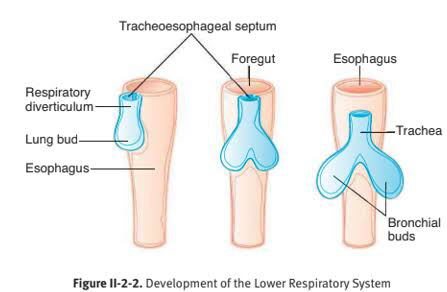 Tracheoesophageal septum
Foregut
Esophagus
Respiratory
diverticulum
Lung bud
Esophagus
Trachea
Bronchial
buds
Figure II-2-2. Development of the Lower Respiratory System